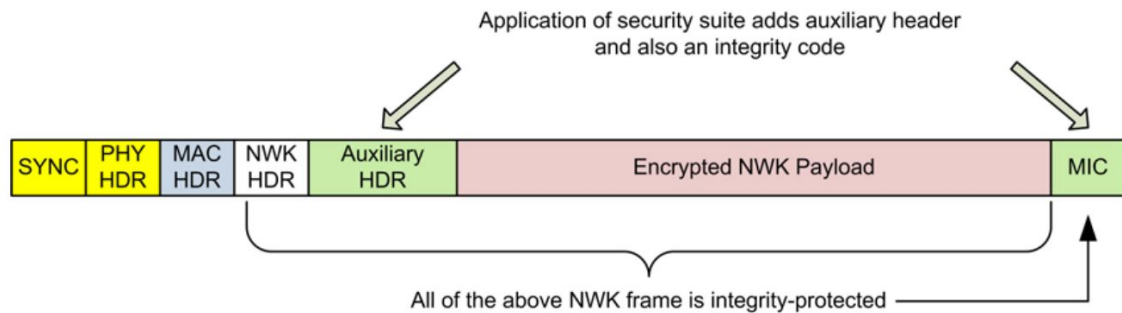 Application of security suite adds auxiliary header
and also an integrity code
SYNC
PHY
HDR
MAC
HDR
NWK
HDR
Auxiliary
HDR
Encrypted NWK Payload
MIC
All of the above NWK frame is integrity-protected